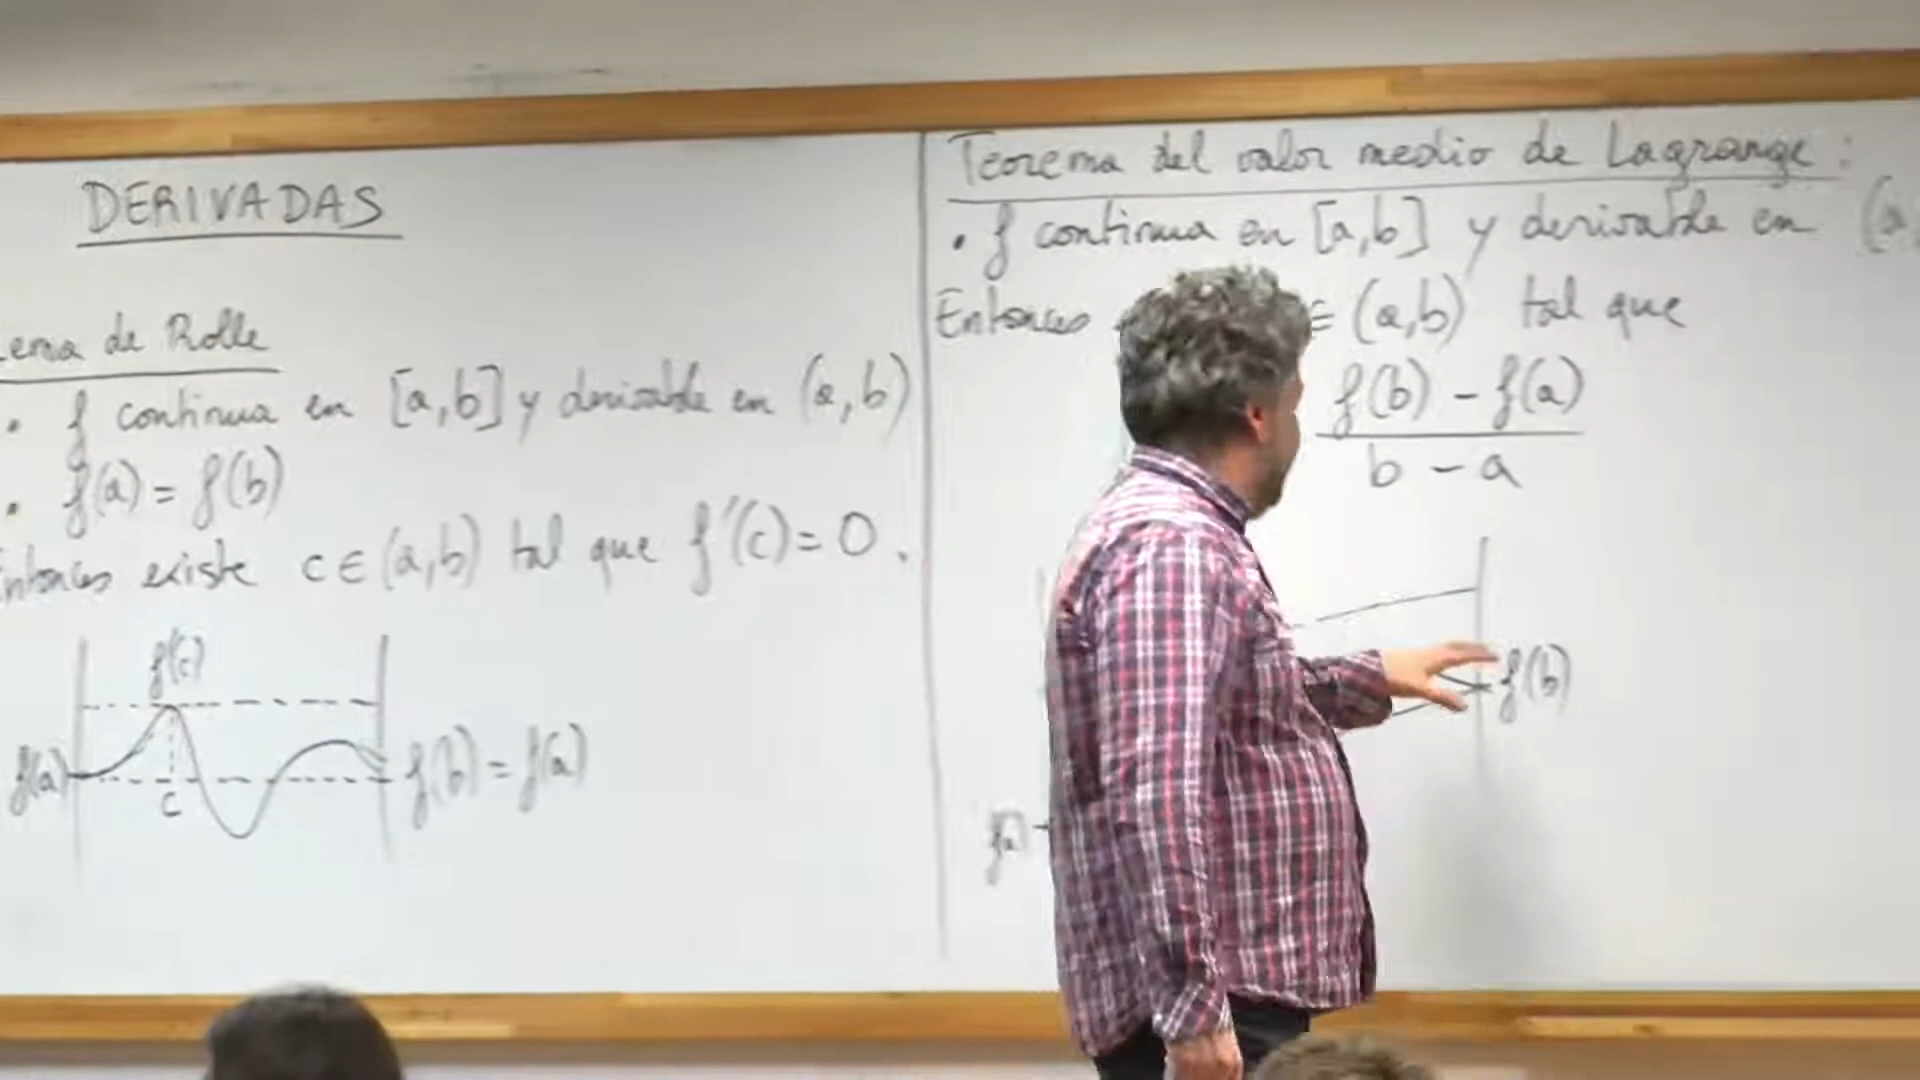 DERIVADAS
ema de Rolle
• f continua en [a,b] y derivable en (a,b)
• f(a) = f(b)
Entonces existe c ∈ (a,b) tal que f'(c) = 0.
f(c)
f(a)
c
f(b) = f(a)
Teorema del valor medio de Lagrange:
• f continua en [a,b] y derivable en (a,
Entonces ∈ (a,b) tal que
f(b) - f(a)
b - a
f(b)
f(a)